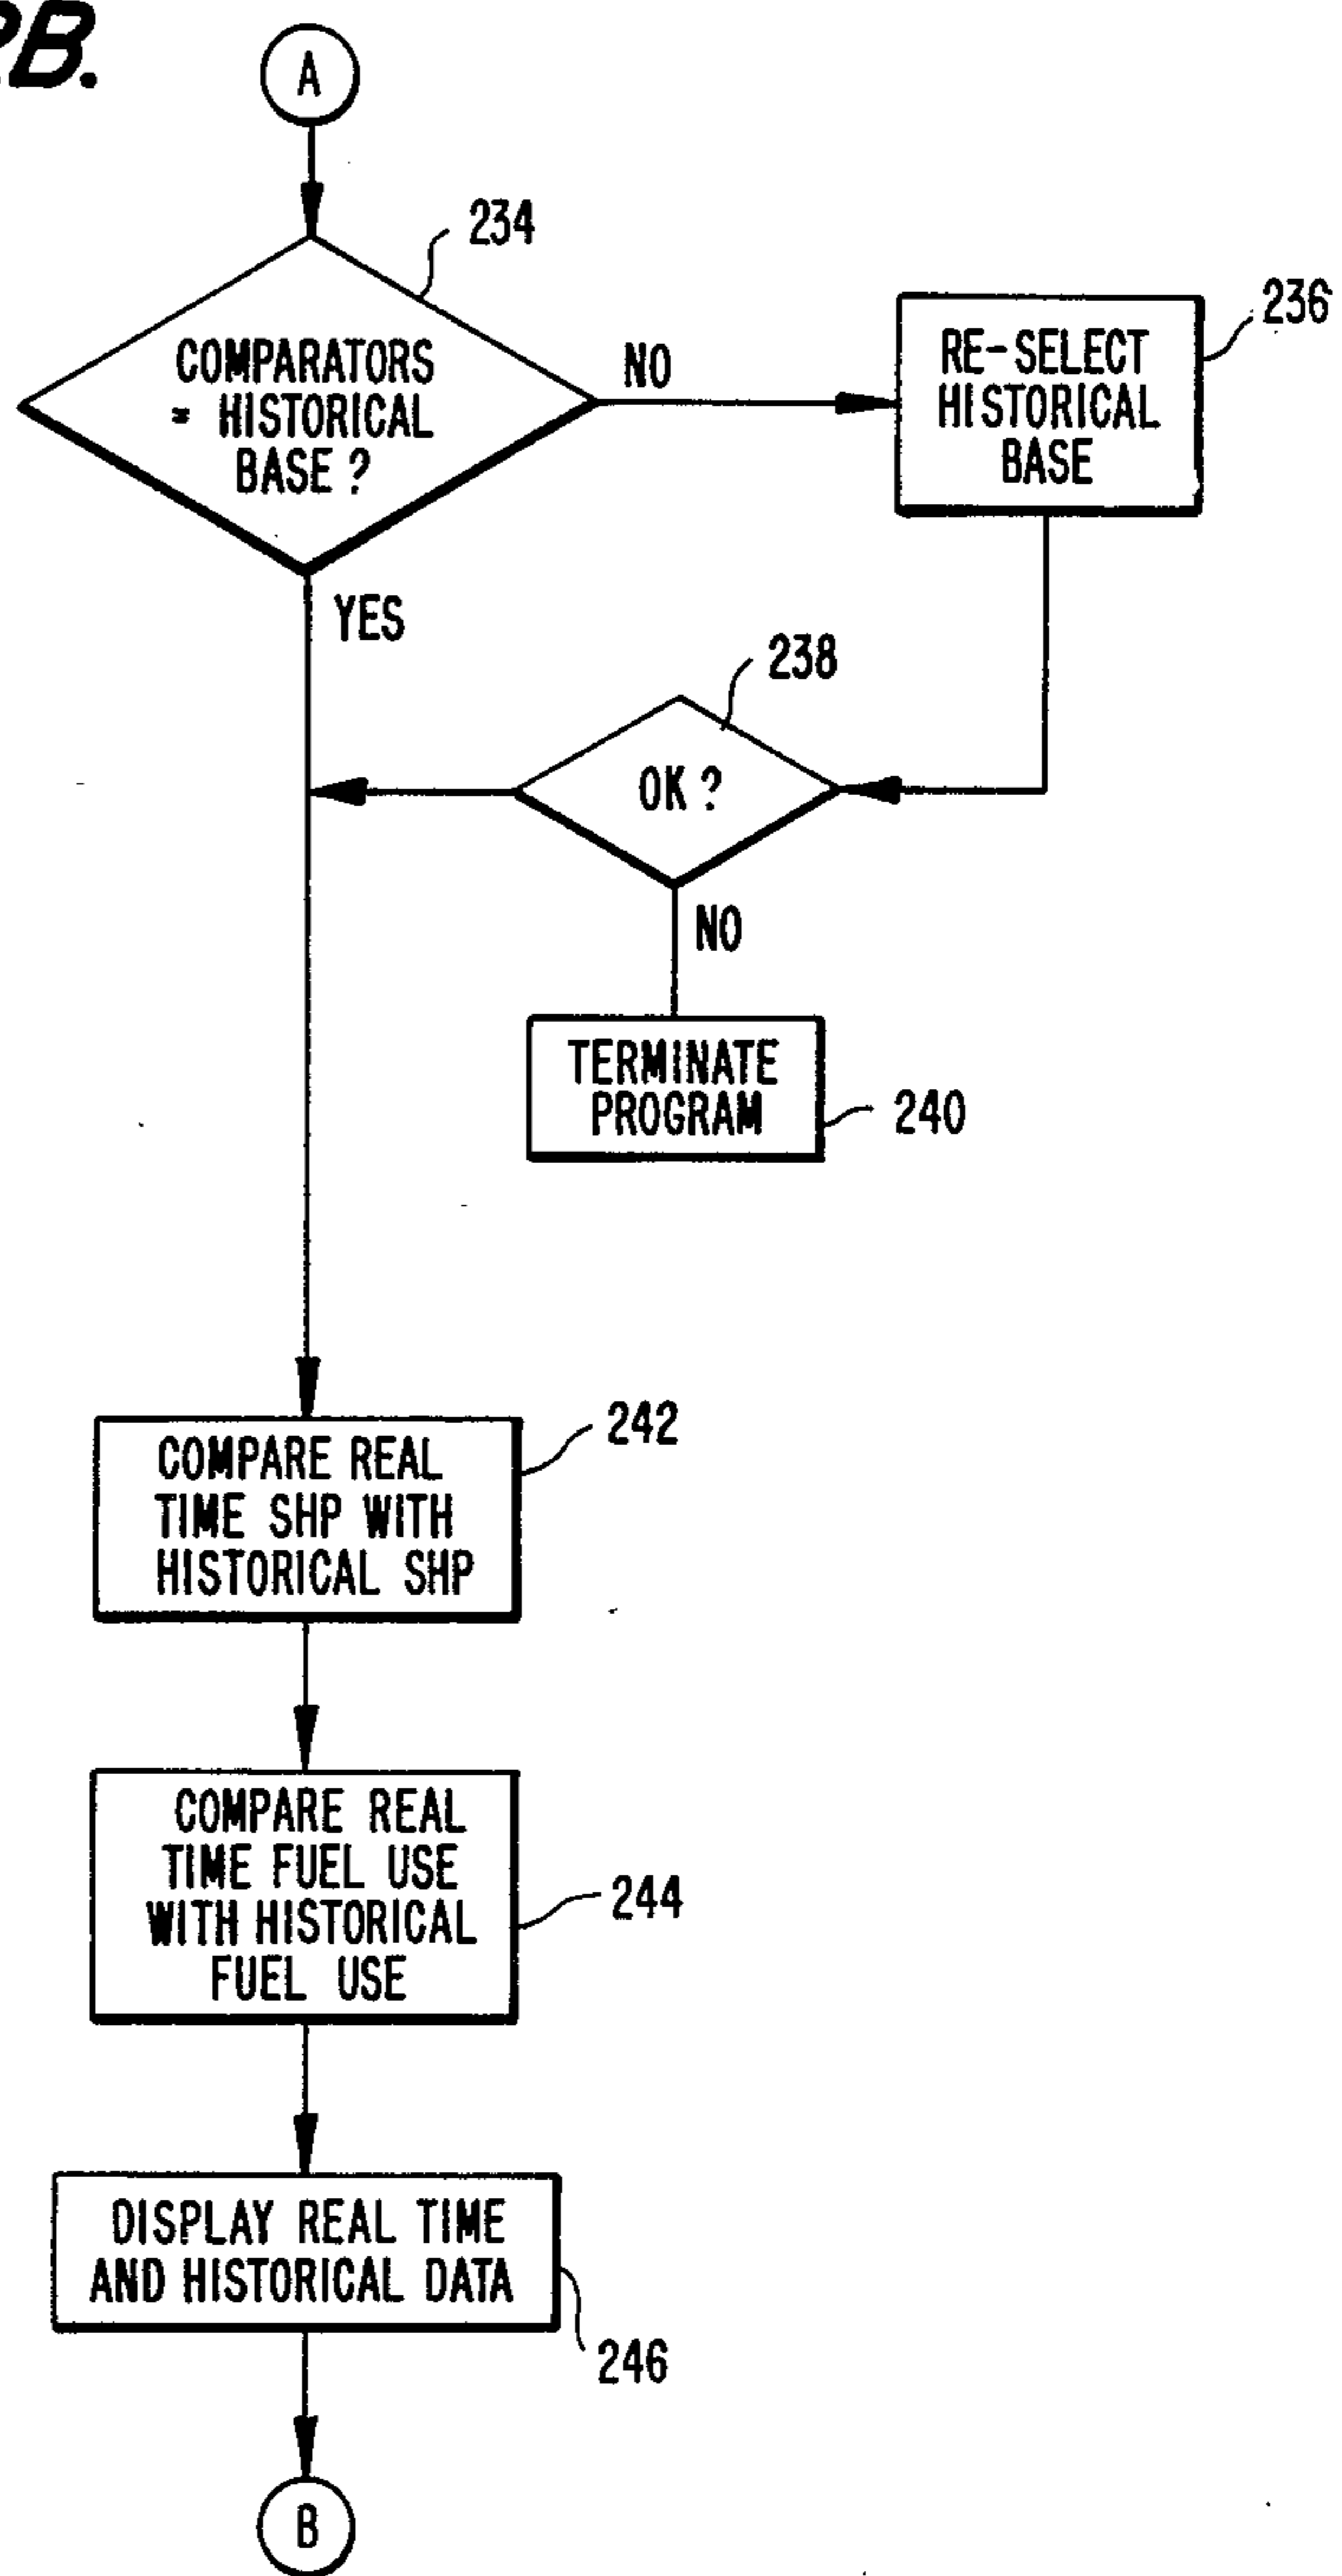 B.
A
234
COMPARATORS
= HISTORICAL
BASE ?
NO
236
RE-SELECT
HISTORICAL
BASE
YES
238
OK ?
NO
TERMINATE
PROGRAM
240
242
COMPARE REAL
TIME SHP WITH
HISTORICAL SHP
COMPARE REAL
TIME FUEL USE
WITH HISTORICAL
FUEL USE
244
DISPLAY REAL TIME
AND HISTORICAL DATA
246
B